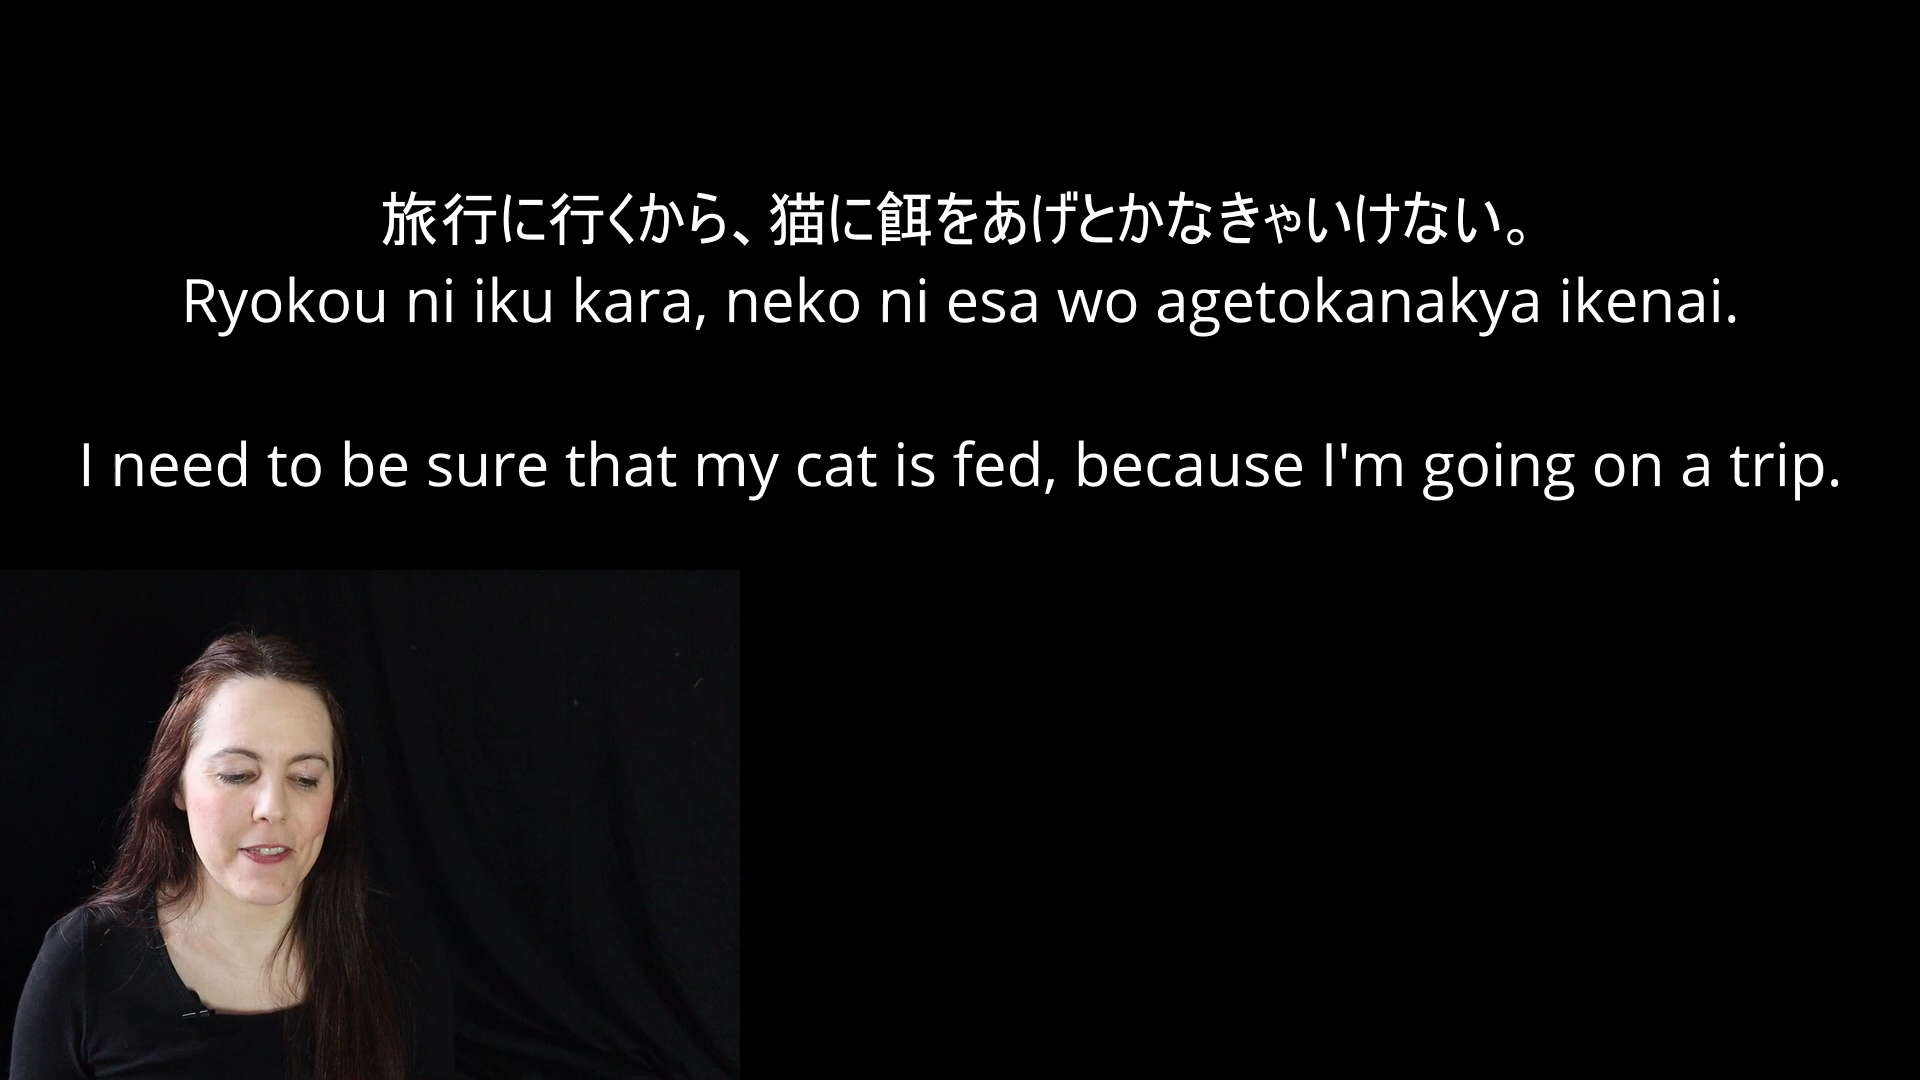 旅行に行くから、猫に餌をあげとかなきゃいけない。
Ryokou ni iku kara, neko ni esa wo agetokanakya ikenai.
I need to be sure that my cat is fed, because I'm going on a trip.